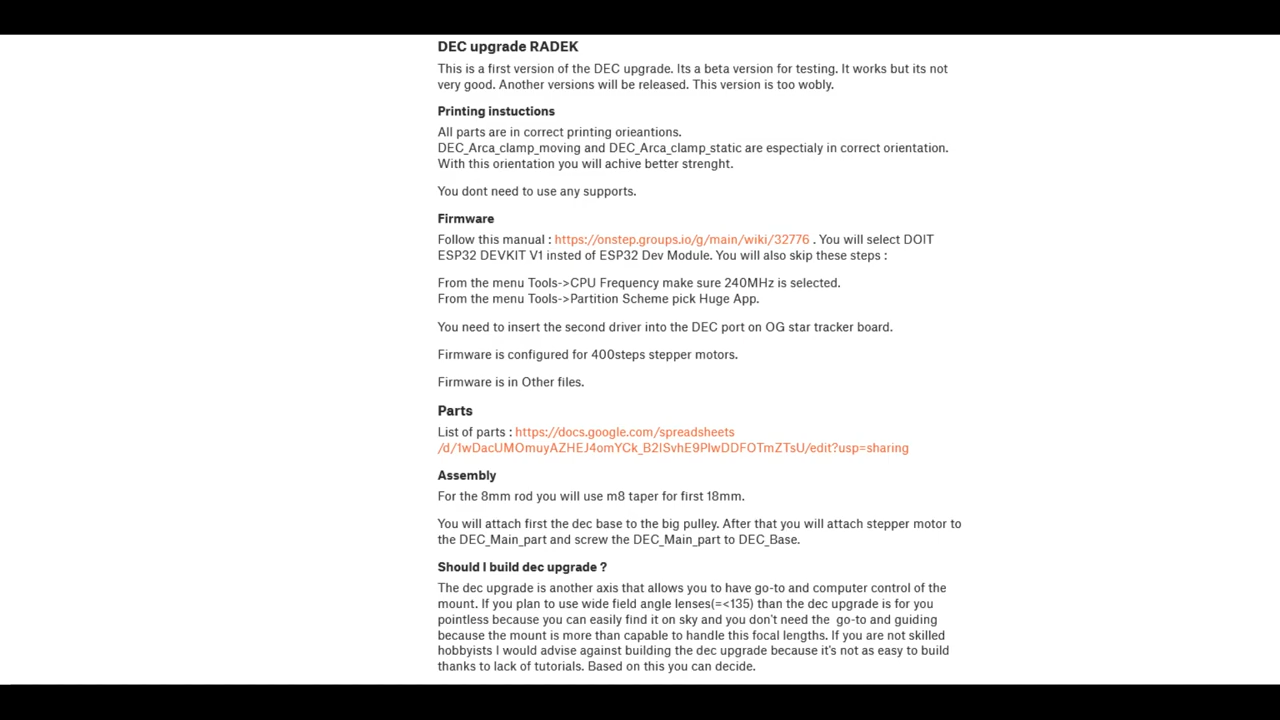 DEC upgrade RADEK
This is a first version of the DEC upgrade. Its a beta version for testing. It works but its not
very good. Another versions will be released. This version is too wobly.
Printing instuctions
All parts are in correct printing orieantions.
DEC_Arca_clamp_moving and DEC_Arca_clamp_static are espectialy in correct orientation.
With this orientation you will achive better strenght.
You dont need to use any supports.
Firmware
Follow this manual : https://onstep.groups.io/g/main/wiki/32776 . You will select DOIT
ESP32 DEVKIT V1 insted of ESP32 Dev Module. You will also skip these steps :
From the menu Tools->CPU Frequency make sure 240MHz is selected.
From the menu Tools->Partition Scheme pick Huge App.
You need to insert the second driver into the DEC port on OG star tracker board.
Firmware is configured for 400steps stepper motors.
Firmware is in Other files.
Parts
List of parts : https://docs.google.com/spreadsheets
/d/1wDacUMOmuyAZHEJ4omYCk_B2ISvhE9PlwDDFOTmZTsU/edit?usp=sharing
Assembly
For the 8mm rod you will use m8 taper for first 18mm.
You will attach first the dec base to the big pulley. After that you will attach stepper motor to
the DEC_Main_part and screw the DEC_Main_part to DEC_Base.
Should I build dec upgrade ?
The dec upgrade is another axis that allows you to have go-to and computer control of the
mount. If you plan to use wide field angle lenses(=<135) than the dec upgrade is for you
pointless because you can easily find it on sky and you don't need the  go-to and guiding
because the mount is more than capable to handle this focal lengths. If you are not skilled
hobbyists I would advise against building the dec upgrade because it's not as easy to build
thanks to lack of tutorials. Based on this you can decide.